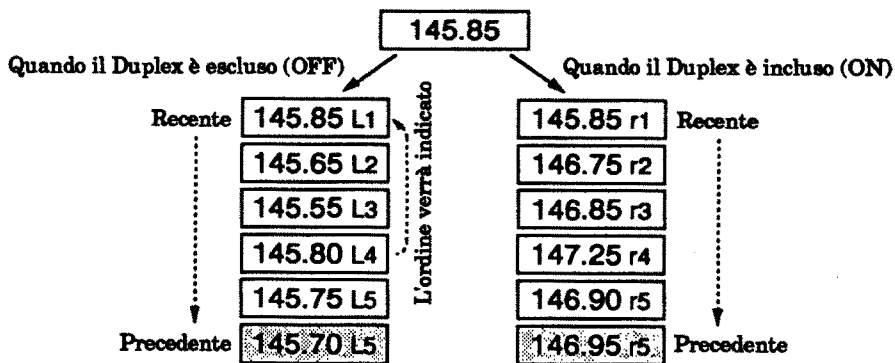 145.85
Quando il Duplex è escluso (OFF)
Quando il Duplex è incluso (ON)
Recente
145.85 L1
145.65 L2
145.55 L3
145.80 L4
145.75 L5
Precedente
145.70 L5
L'ordine verrà indicato
145.85 r1
Recente
146.75 r2
146.85 r3
147.25 r4
146.90 r5
146.95 r5
Precedente